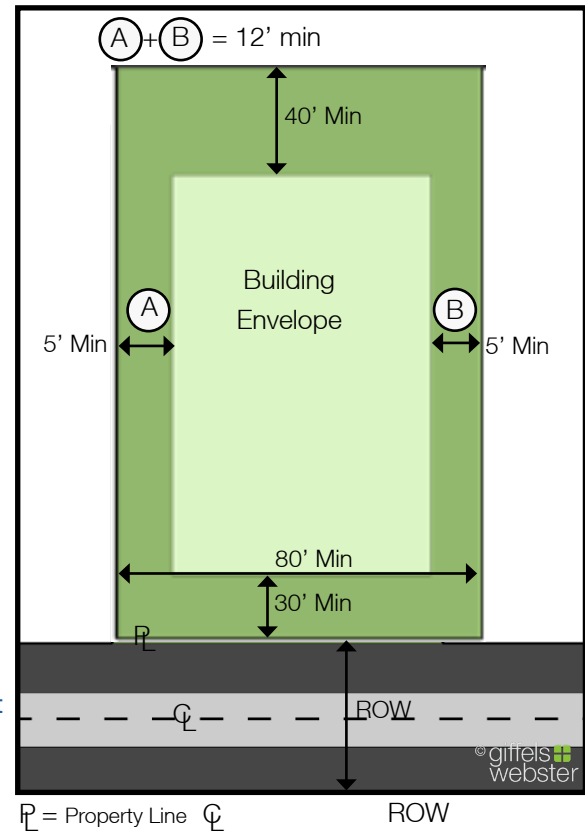 A + B = 12’ min
40’ Min
Building
Envelope
A
B
5’ Min
5’ Min
80’ Min
30’ Min
PL
CL
ROW
© giffels
webster
PL = Property Line CL ROW